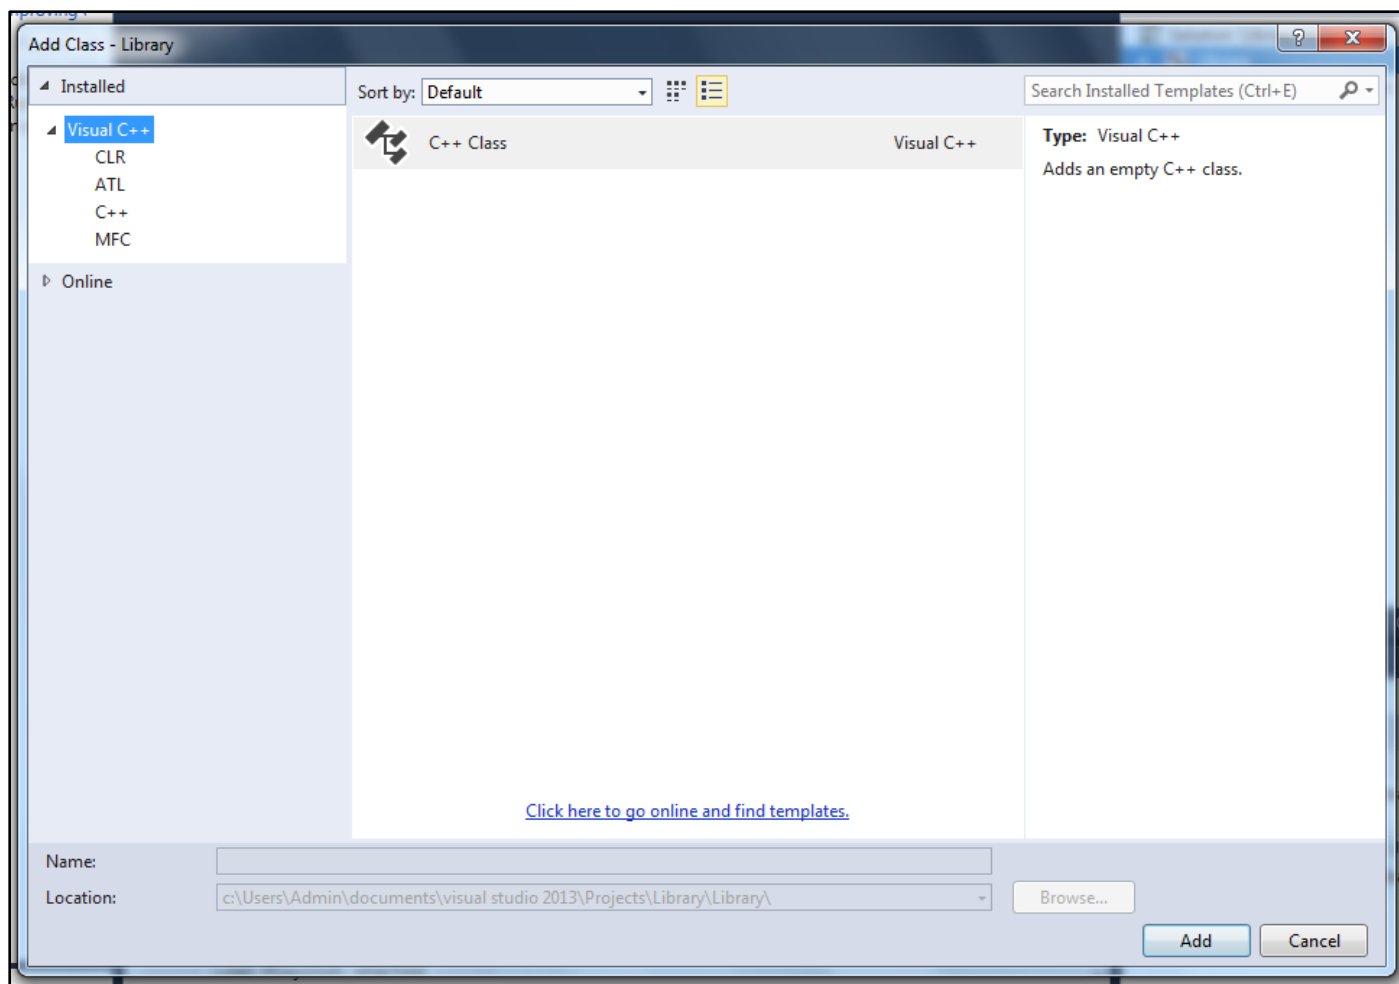 Add Class - Library
Installed
Sort by: Default
Search Installed Templates (Ctrl+E)
Visual C++
CLR
ATL
C++
MFC
Online
C++ Class Visual C++
Type: Visual C++
Adds an empty C++ class.
Click here to go online and find templates.
Name:
Location: c:\Users\Admin\documents\visual studio 2013\Projects\Library\Library\ Browse...
Add Cancel